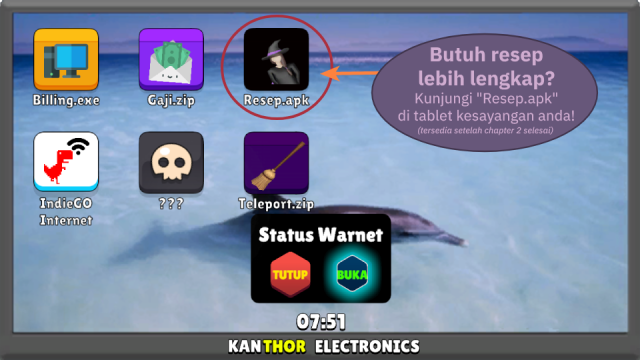 Butuh resep
lebih lengkap?
Kunjungi "Resep.apk"
di tablet kesayangan anda!
(tersedia setelah chapter 2 selesai)
Billing.exe
Gaji.zip
Resep.apk
IndieGO
Internet
???
Teleport.zip
Status Warnet
TUTUP
BUKA
07:51
KANTHOR ELECTRONICS